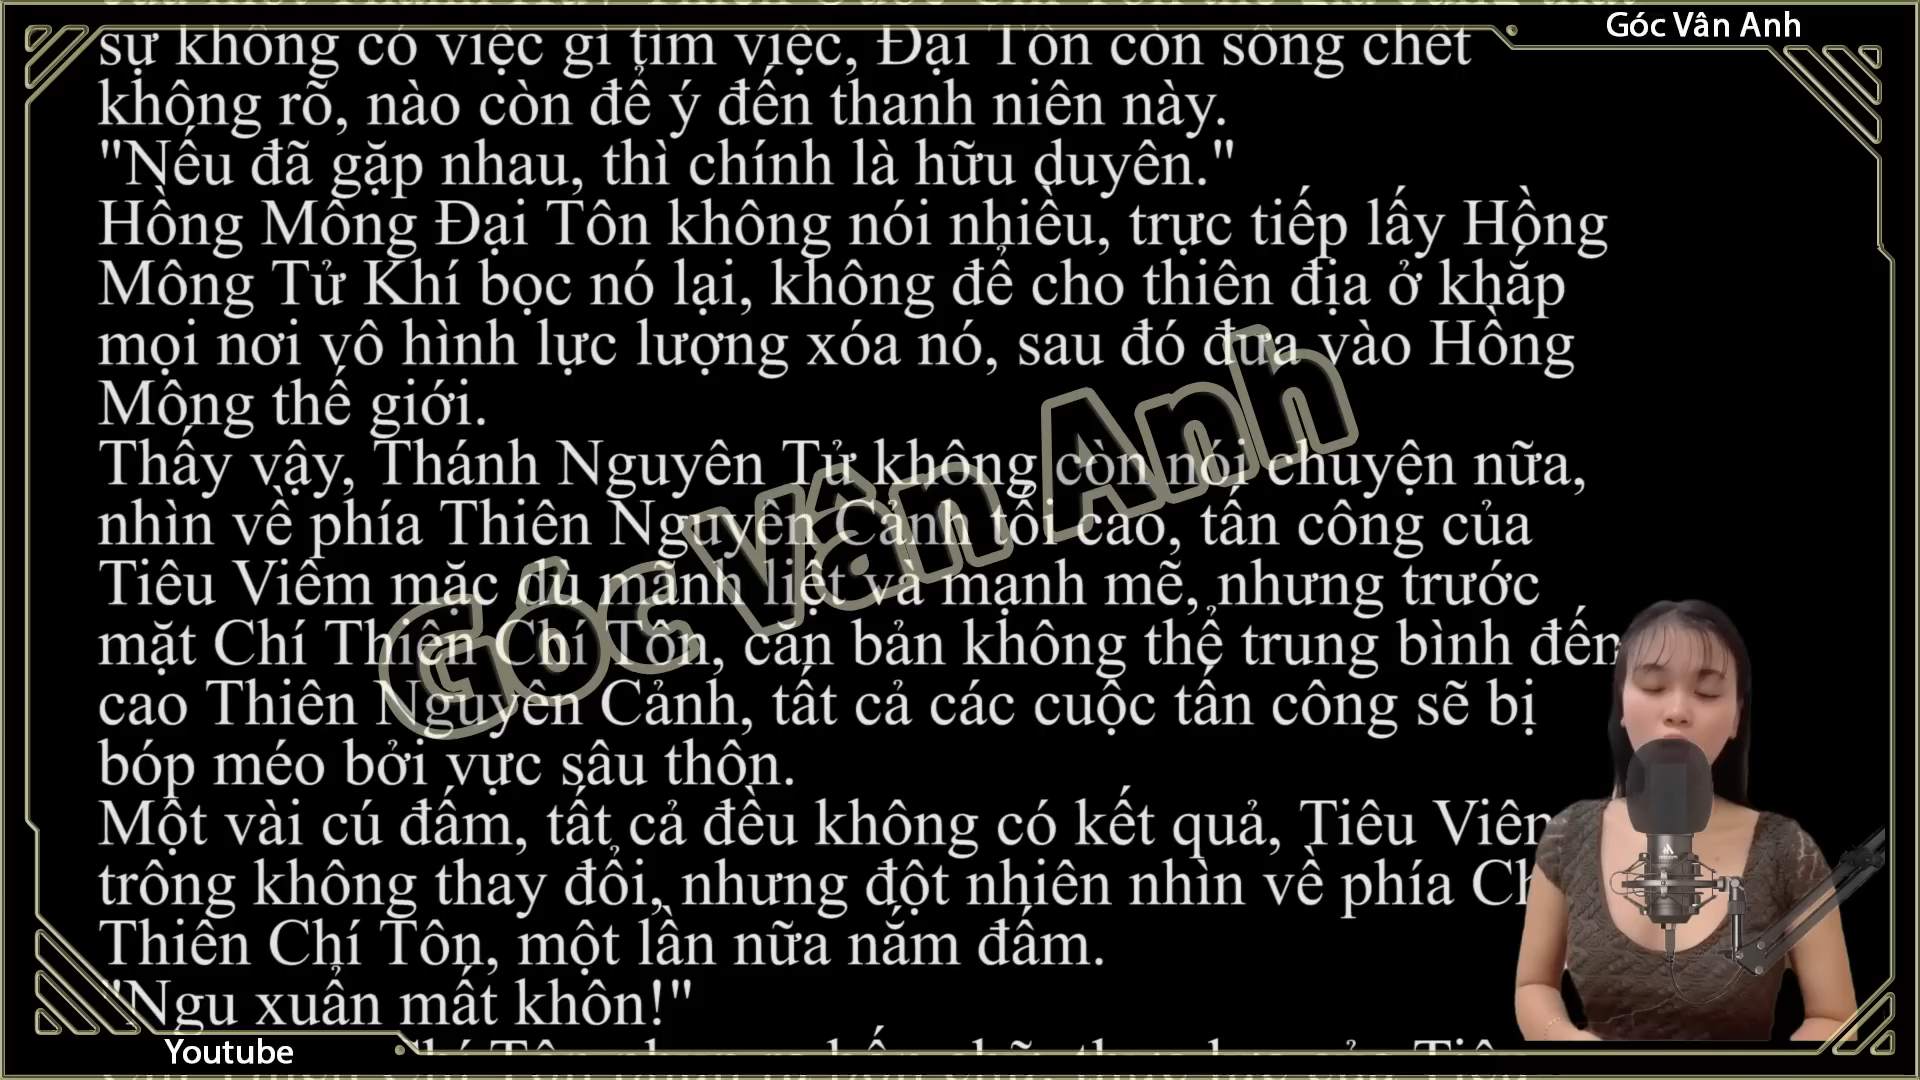 Góc Vân Anh
sự không có việc gì tìm việc, Đại Tôn còn sống chết
không rõ, nào còn để ý đến thanh niên này.
"Nếu đã gặp nhau, thì chính là hữu duyên."
Hồng Mông Đại Tôn không nói nhiều, trực tiếp lấy Hồng
Mông Tử Khí bọc nó lại, không để cho thiên địa ở khắp
mọi nơi vô hình lực lượng xóa nó, sau đó đưa vào Hồng
Mông thế giới.
Thấy vậy, Thánh Nguyên Tử không còn nói chuyện nữa,
nhìn về phía Thiên Nguyên Cảnh tối cao, tấn công của
Tiêu Viêm mặc dù mãnh liệt và mạnh mẽ, nhưng trước
mặt Chí Thiên Chí Tôn, căn bản không thể trung bình đến
cao Thiên Nguyên Cảnh, tất cả các cuộc tấn công sẽ bị
bóp méo bởi vực sâu thôn.
Một vài cú đấm, tất cả đều không có kết quả, Tiêu Viêm
trông không thay đổi, nhưng đột nhiên nhìn về phía Ch
Thiên Chí Tôn, một lần nữa nắm đấm.
"Ngu xuẩn mất khôn!"
Góc Vân Anh
Youtube